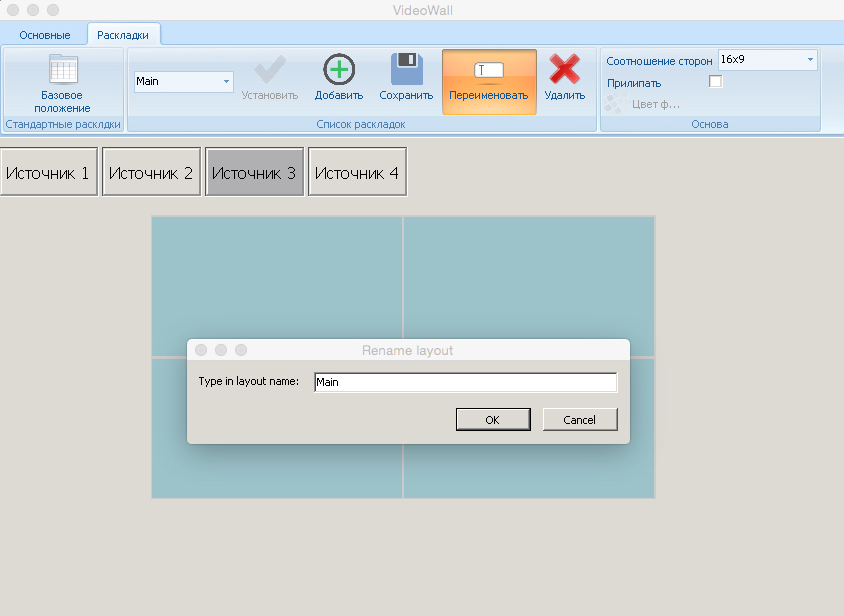 VideoWall
Основные
Раскладки
Базовое
положение
Стандартные расклдки
Main
Установить
Добавить
Сохранить
T
Переименовать
Удалить
Список раскладок
Соотношение сторон
16x9
Прилипать
Цвет ф...
Основа
Источник 1
Источник 2
Источник 3
Источник 4
Rename layout
Type in layout name:
Main
OK
Cancel